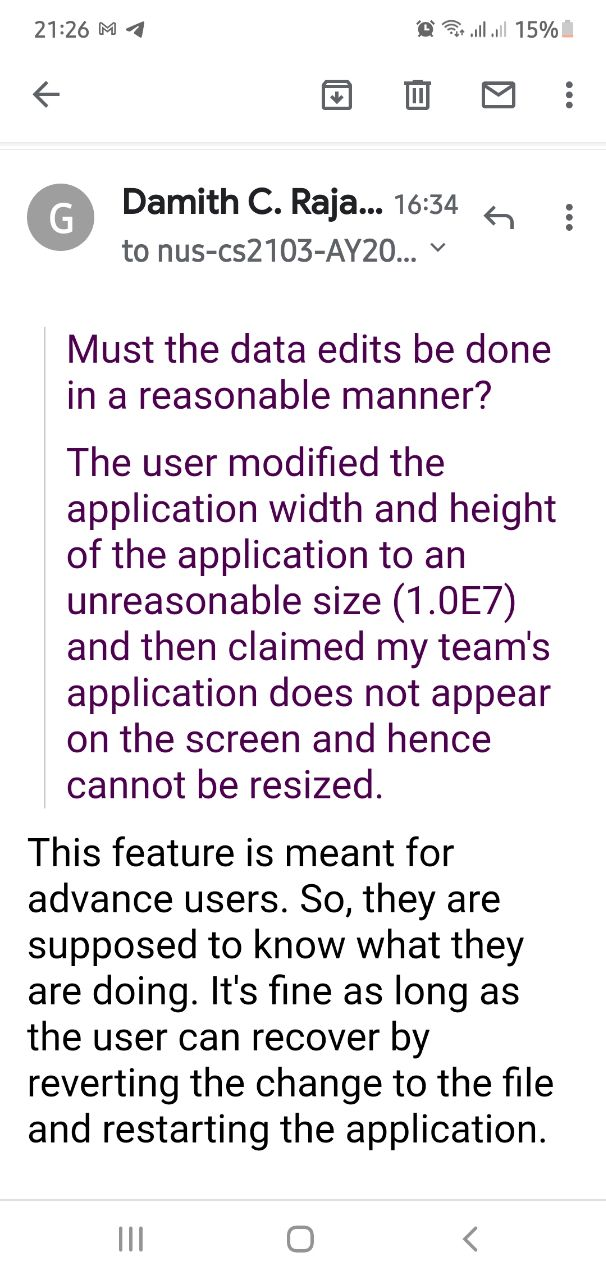 21:26 M 15%
G
Damith C. Raja... 16:34
to nus-cs2103-AY20...
Must the data edits be done
in a reasonable manner?
The user modified the
application width and height
of the application to an
unreasonable size (1.0E7)
and then claimed my team's
application does not appear
on the screen and hence
cannot be resized.
This feature is meant for
advance users. So, they are
supposed to know what they
are doing. It's fine as long as
the user can recover by
reverting the change to the file
and restarting the application.